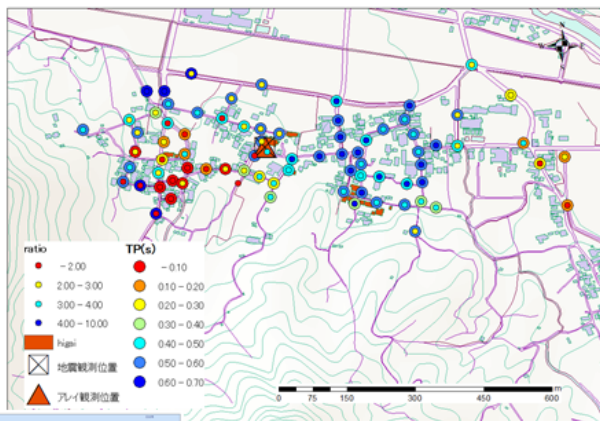 N
W
ratio TP(s)
- 2.00 - 0.10
2.00 - 3.00 0.10 - 0.20
3.00 - 4.00 0.20 - 0.30
4.00 - 10.00 0.30 - 0.40
higai 0.40 - 0.50
地震観測位置 0.50 - 0.60
アレイ観測位置 0.60 - 0.70
0 75 150 300 450 600 m